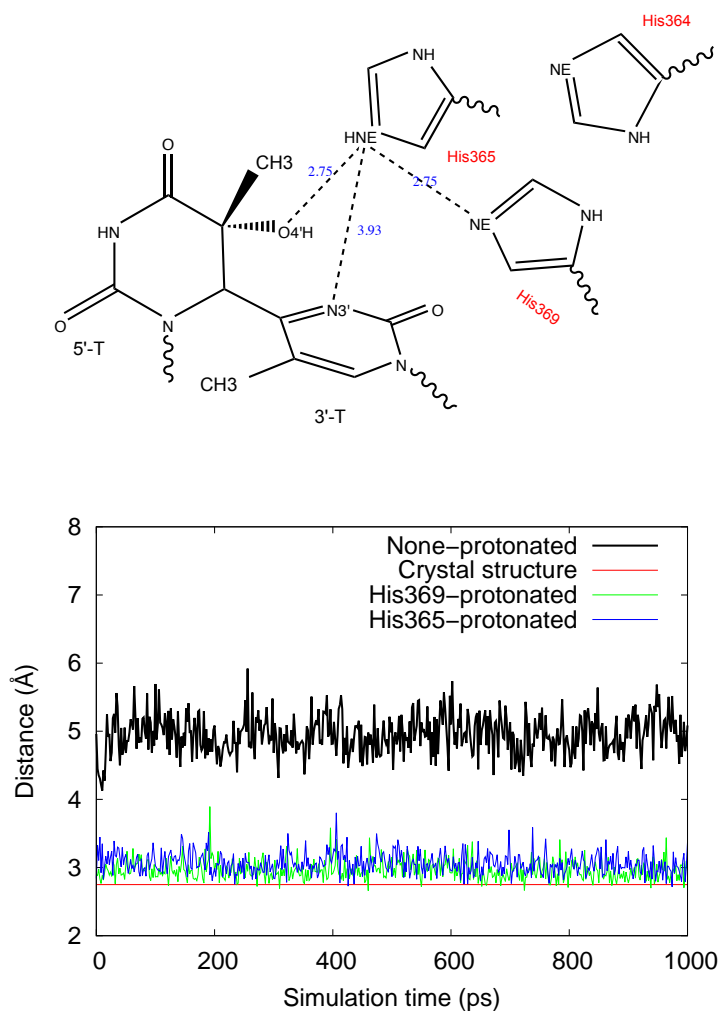 His364
NH
NE
HNE
NH
His365
O
CH3
2.75
2.75
NE
NH
HN
O4'H
3.93
His369
O
N
N3'
O
5'-T
CH3
N
3'-T
8
7
6
5
4
3
2
Distance (Å)
None−protonated
Crystal structure
His369−protonated
His365−protonated
0 200 400 600 800 1000
Simulation time (ps)